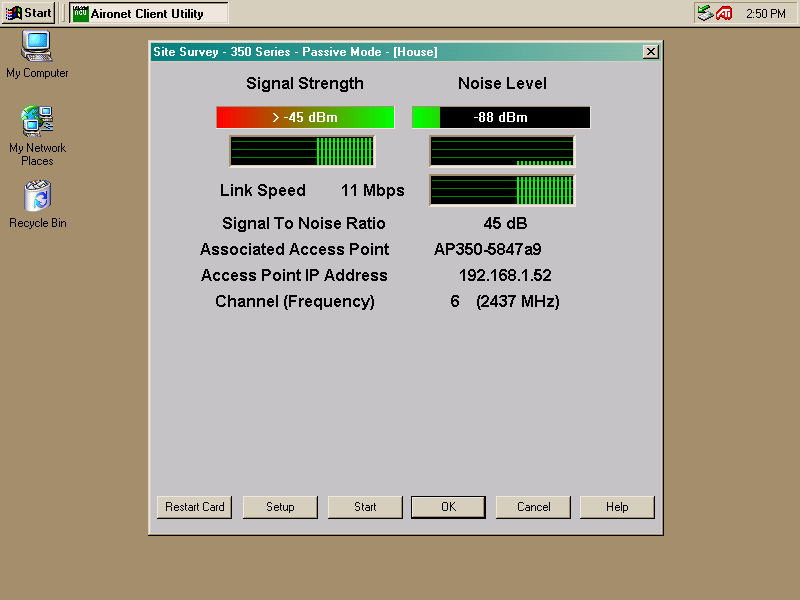 Start
Aironet Client Utility
2:50 PM
My Computer
My Network
Places
Recycle Bin
Site Survey - 350 Series - Passive Mode - [House]
Signal Strength
Noise Level
> -45 dBm
-88 dBm
Link Speed 11 Mbps
Signal To Noise Ratio 45 dB
Associated Access Point AP350-5847a9
Access Point IP Address 192.168.1.52
Channel (Frequency) 6 (2437 MHz)
Restart Card
Setup
Start
OK
Cancel
Help